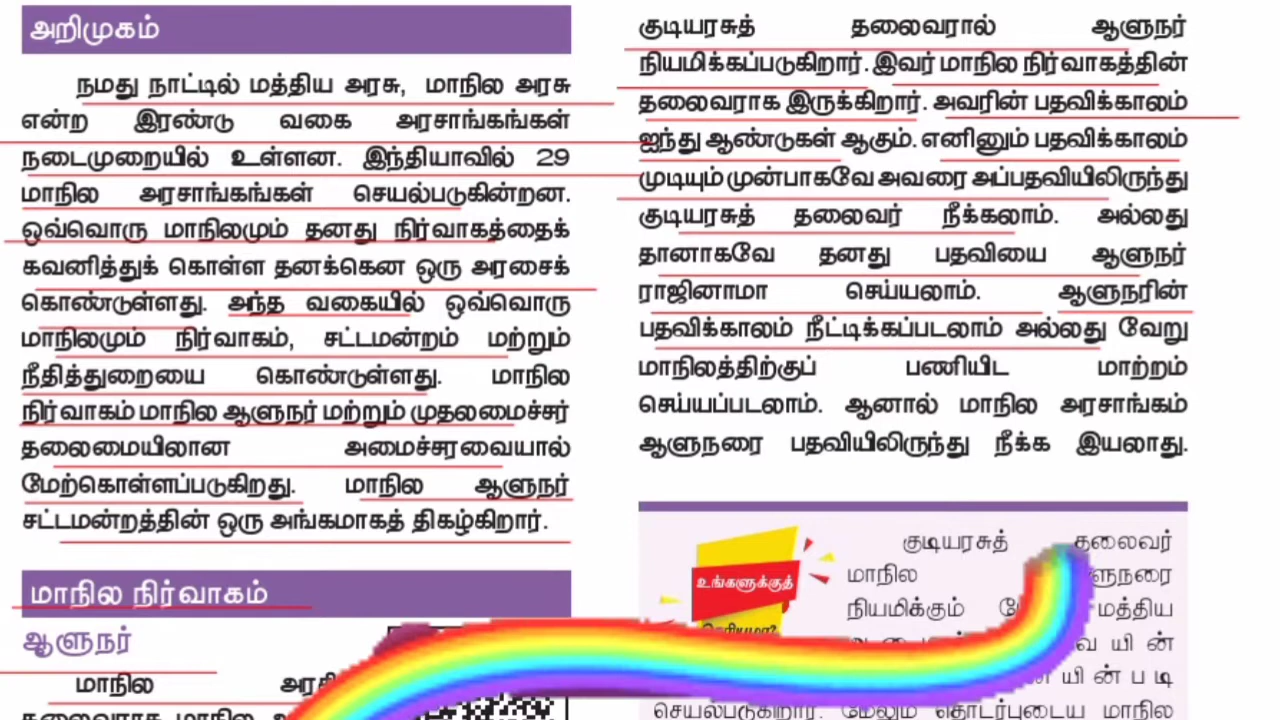 அறிமுகம்
நமது நாட்டில் மத்திய அரசு, மாநில அரசு
என்ற இரண்டு வகை அரசாங்கங்கள்
நடைமுறையில் உள்ளன. இந்தியாவில் 29
மாநில அரசாங்கங்கள் செயல்படுகின்றன.
ஒவ்வொரு மாநிலமும் தனது நிர்வாகத்தைக்
கவனித்துக் கொள்ள தனக்கென ஒரு அரசைக்
கொண்டுள்ளது. அந்த வகையில் ஒவ்வொரு
மாநிலமும் நிர்வாகம், சட்டமன்றம் மற்றும்
நீதித்துறையை கொண்டுள்ளது. மாநில
நிர்வாகம் மாநில ஆளுநர் மற்றும் முதலமைச்சர்
தலைமையிலான அமைச்சரவையால்
மேற்கொள்ளப்படுகிறது. மாநில ஆளுநர்
சட்டமன்றத்தின் ஒரு அங்கமாகத் திகழ்கிறார்.
மாநில நிர்வாகம்
ஆளுநர்
மாநில
தலைவராக மாநில
குடியரசுத் தலைவரால் ஆளுநர்
நியமிக்கப்படுகிறார். இவர் மாநில நிர்வாகத்தின்
தலைவராக இருக்கிறார். அவரின் பதவிக்காலம்
ஐந்து ஆண்டுகள் ஆகும். எனினும் பதவிக்காலம்
முடியும் முன்பாகவே அவரை அப்பதவியிலிருந்து
குடியரசுத் தலைவர் நீக்கலாம். அல்லது
தானாகவே தனது பதவியை ஆளுநர்
ராஜினாமா செய்யலாம். ஆளுநரின்
பதவிக்காலம் நீட்டிக்கப்படலாம் அல்லது வேறு
மாநிலத்திற்குப் பணியிட மாற்றம்
செய்யப்படலாம். ஆனால் மாநில அரசாங்கம்
ஆளுநரை பதவியிலிருந்து நீக்க இயலாது.
உங்களுக்குத்
குடியரசுத் தலைவர்
மாநில
நியமிக்கும் மத்திய
செயல்படுகிறார். மேலும் தொடர்புடைய மாநில